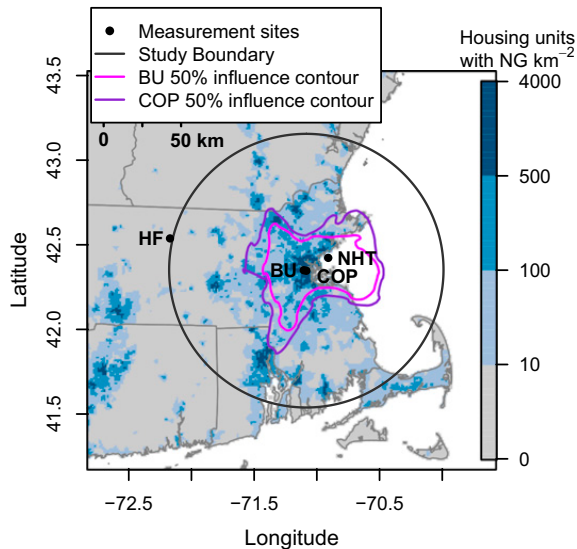 Measurement sites
Study Boundary
BU 50% influence contour
COP 50% influence contour
0 50 km
Housing units
with NG km⁻²
4000
500
100
10
0
43.5
43.0
42.5
42.0
41.5
Latitude
HF
NHT
BU
COP
−72.5 −71.5 −70.5
Longitude